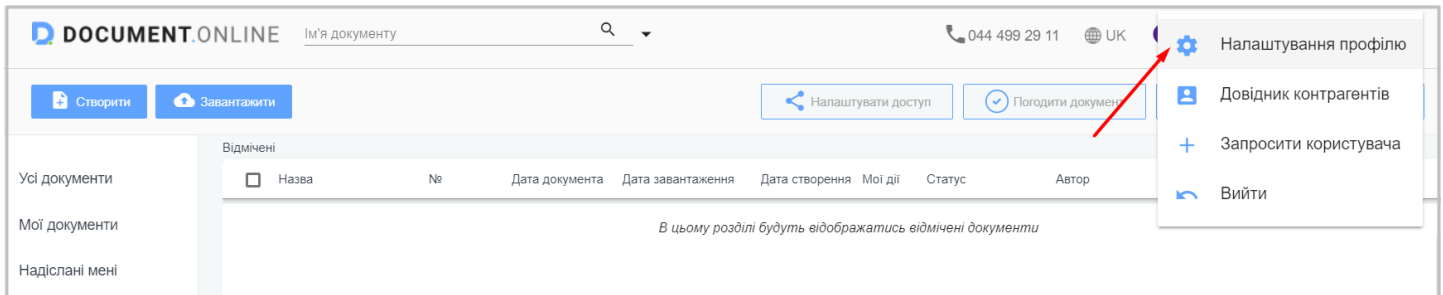 DOCUMENT.ONLINE
Ім'я документу
044 499 29 11
UK
Налаштування профілю
Довідник контрагентів
Запросити користувача
Вийти
Створити
Завантажити
Налаштувати доступ
Погодити документ
Усі документи
Мої документи
Надіслані мені
Відмічені
Назва № Дата документа Дата завантаження Дата створення Мої дії Статус Автор
В цьому розділі будуть відображатись відмічені документи